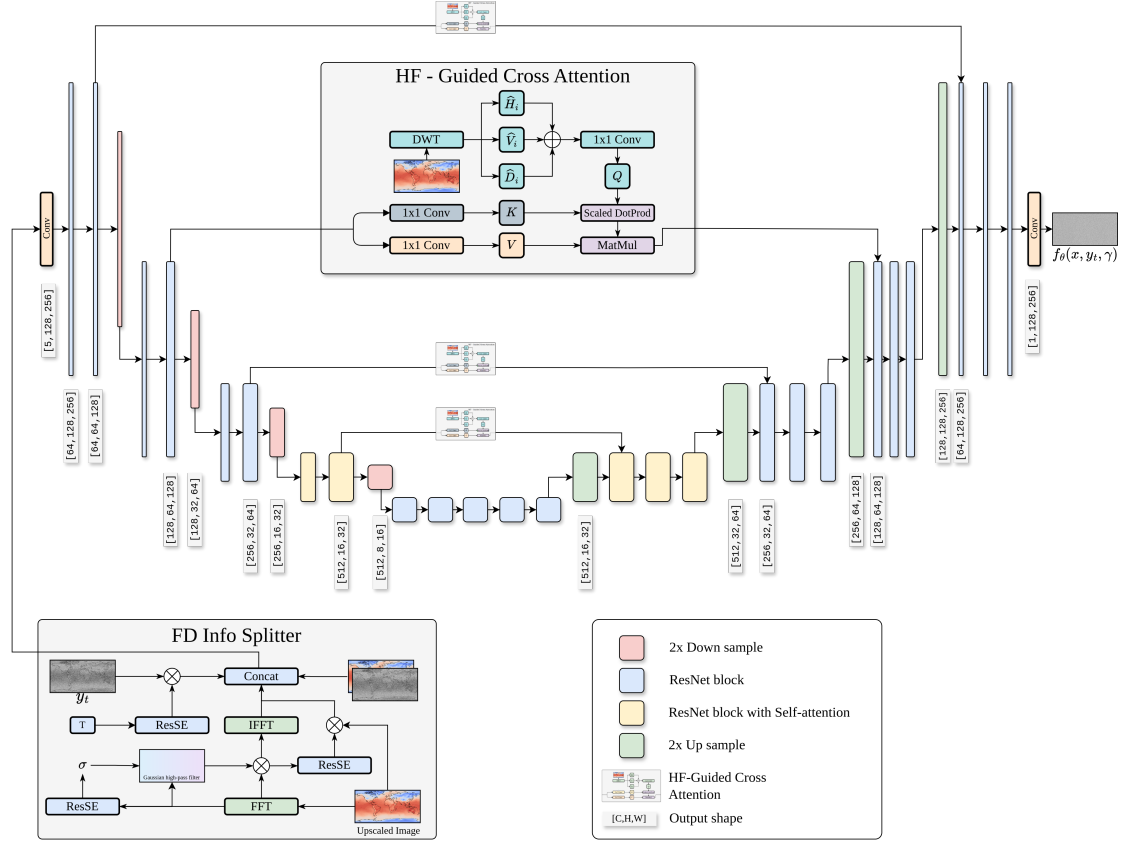 HF - Guided Cross Attention
Ĥi
DWT
V̂i
1x1 Conv
D̂i
Q
1x1 Conv
K
Scaled DotProd
1x1 Conv
V
MatMul
Conv
Conv
fθ(x, yt, γ)
[5,128,256]
[1,128,256]
[64,128,256]
[64,64,128]
[128,128,256]
[64,128,256]
[128,64,128]
[128,32,64]
[256,32,64]
[256,16,32]
[512,16,32]
[512,8,16]
[512,16,32]
[512,32,64]
[256,32,64]
[256,64,128]
[128,64,128]
FD Info Splitter
Concat
yt
T
ResSE
IFFT
σ
Gaussian high-pass filter
ResSE
ResSE
FFT
Upscaled Image
2x Down sample
ResNet block
ResNet block with Self-attention
2x Up sample
HF-Guided Cross
Attention
[C,H,W]
Output shape